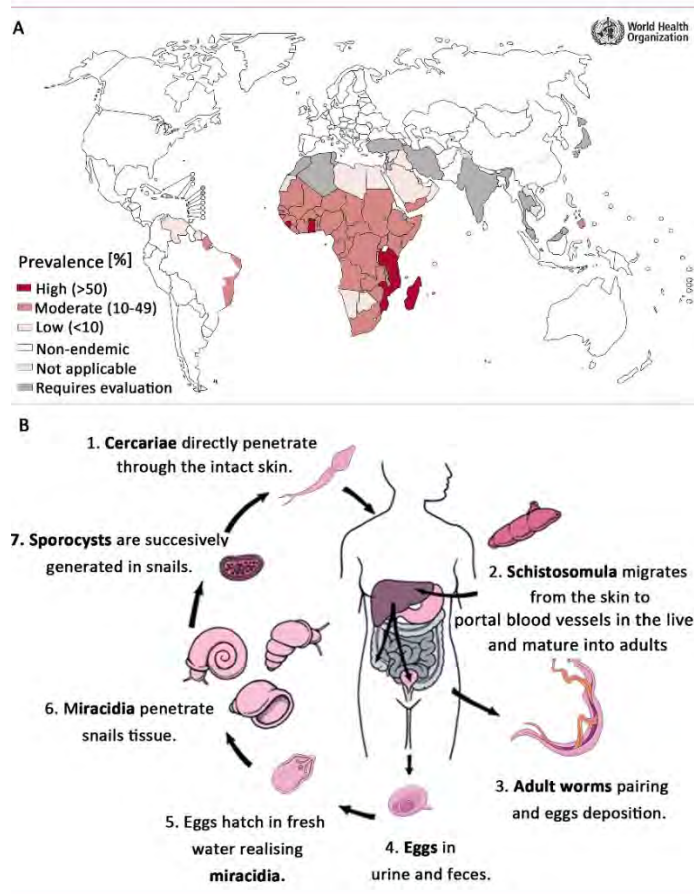 A
World Health
Organization
Prevalence [%]
High (>50)
Moderate (10-49)
Low (<10)
Non-endemic
Not applicable
Requires evaluation
B
1. Cercariae directly penetrate
through the intact skin.
7. Sporocysts are succesively
generated in snails.
2. Schistosomula migrates
from the skin to
portal blood vessels in the live
and mature into adults
6. Miracidia penetrate
snails tissue.
3. Adult worms pairing
and eggs deposition.
5. Eggs hatch in fresh
water realising
miracidia.
4. Eggs in
urine and feces.